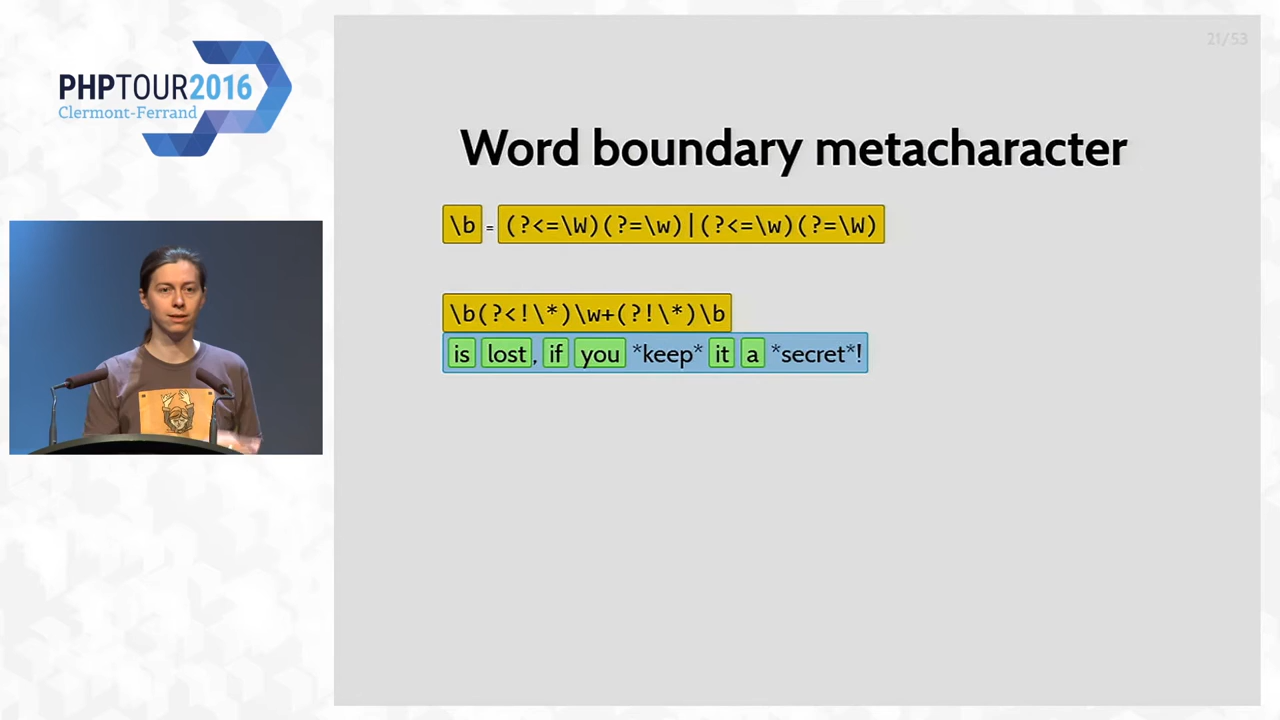 PHPTOUR2016
Clermont-Ferrand
21/53
Word boundary metacharacter
\b = (?<=\W)(?=\w)|(?<=\w)(?=\W)
\b(?<!\*)\w+(?!\*)\b
is lost, if you *keep* it a *secret*!